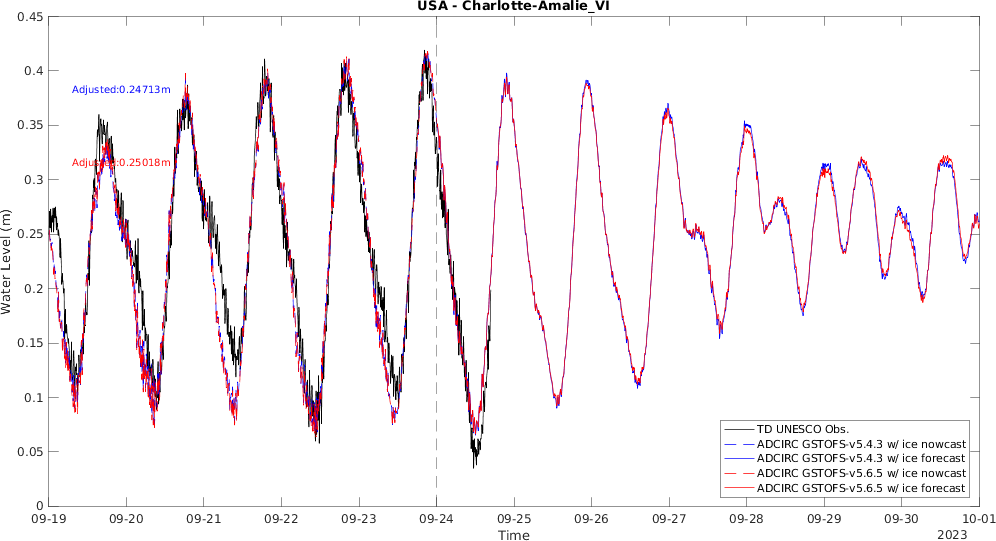 USA - Charlotte-Amalie_VI
0.45
0.4
0.35
0.3
0.25
0.2
0.15
0.1
0.05
0
Water Level (m)
Adjusted:0.24713m
Adjusted:0.25018m
TD UNESCO Obs.
ADCIRC GSTOFS-v5.4.3 w/ ice nowcast
ADCIRC GSTOFS-v5.4.3 w/ ice forecast
ADCIRC GSTOFS-v5.6.5 w/ ice nowcast
ADCIRC GSTOFS-v5.6.5 w/ ice forecast
09-19 09-20 09-21 09-22 09-23 09-24 09-25 09-26 09-27 09-28 09-29 09-30 10-01
Time
2023